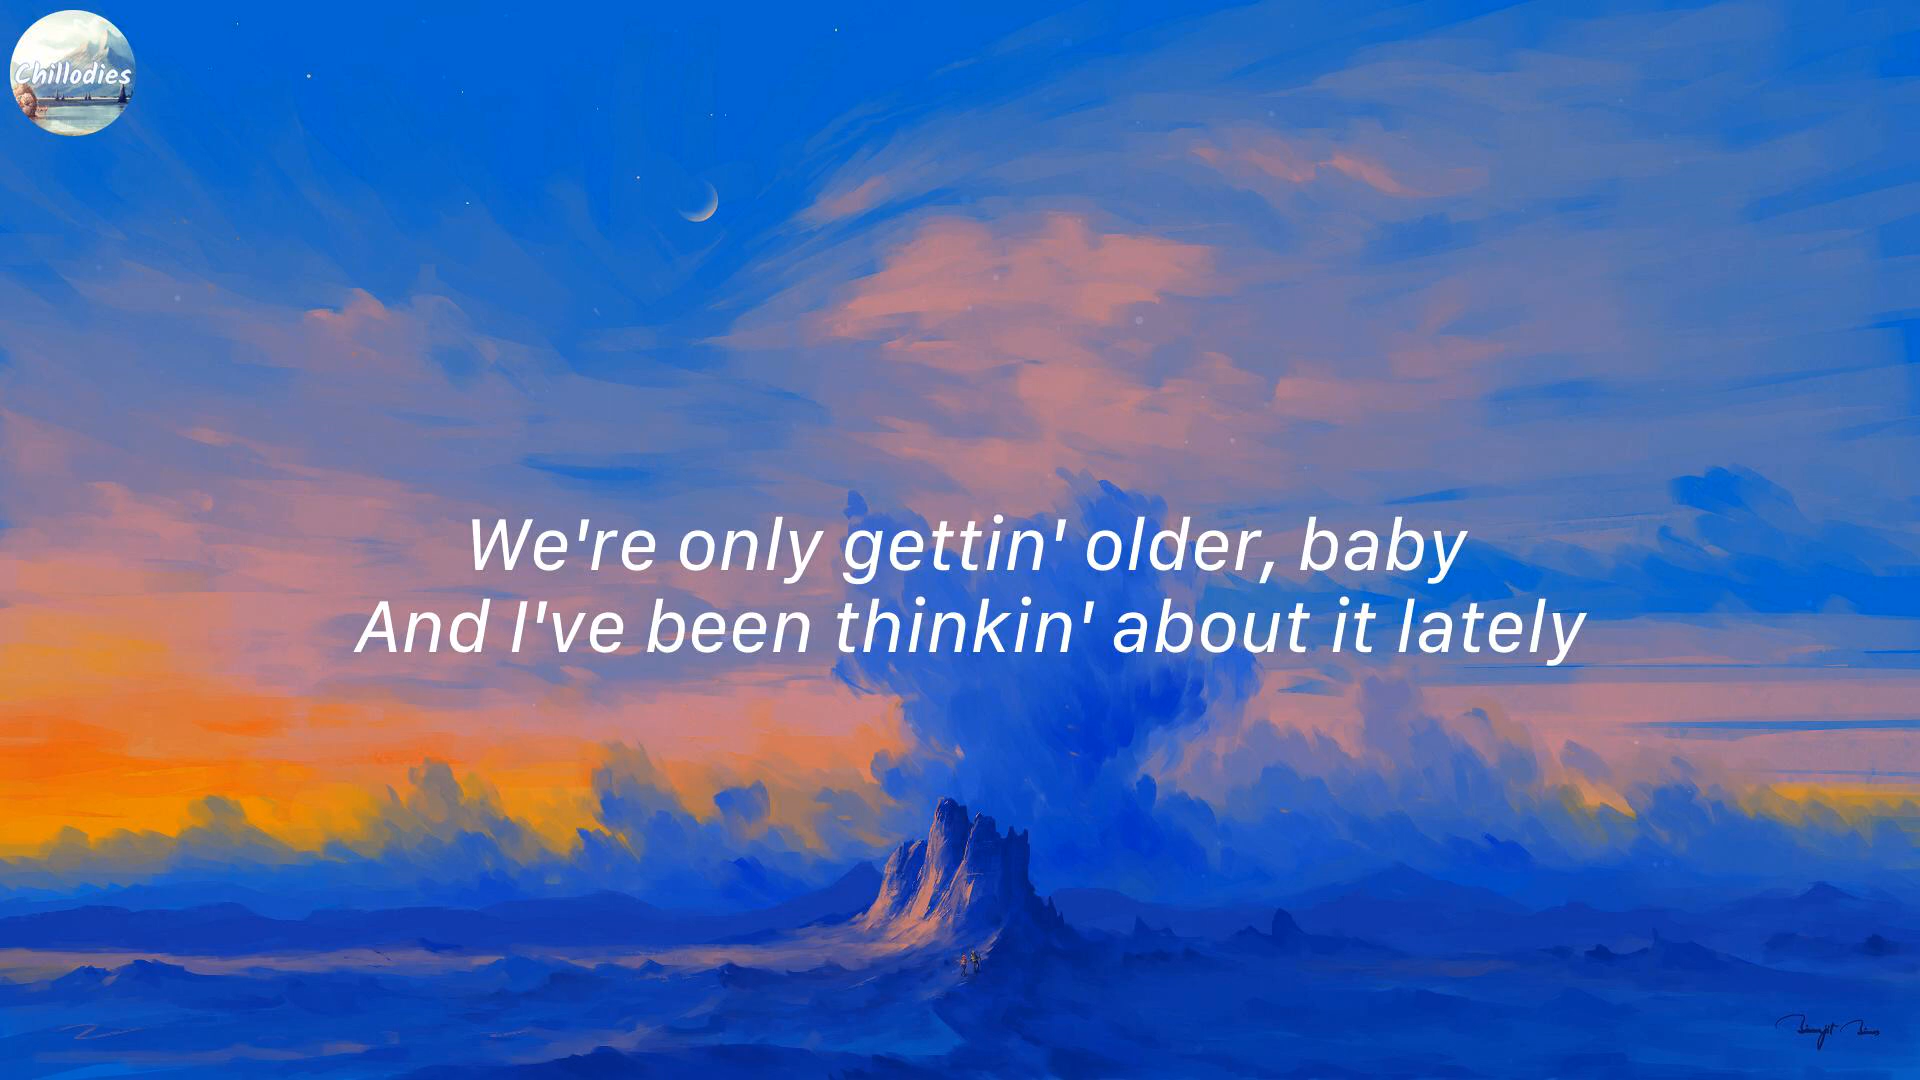 Chillodies
We're only gettin' older, baby
And I've been thinkin' about it lately